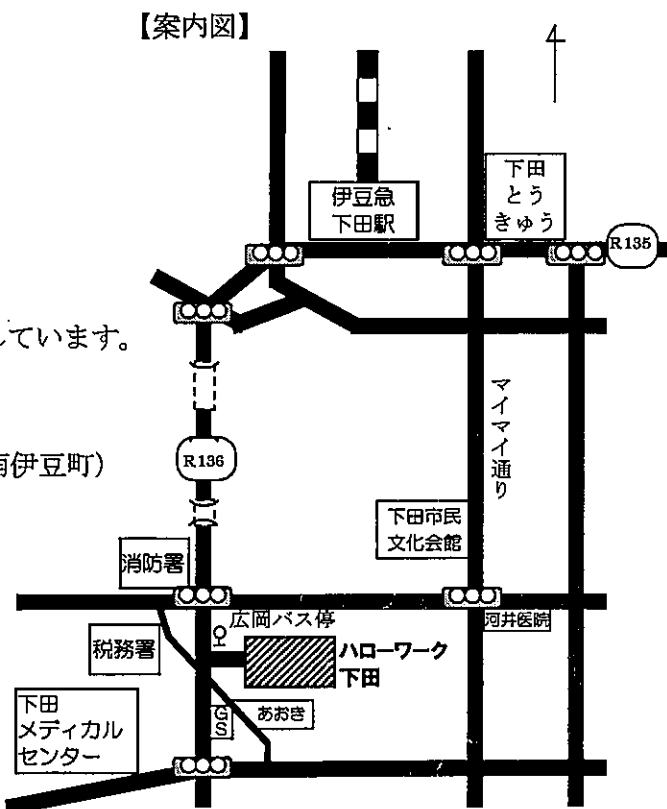 【案内図】
下田
とう
きゅう
伊豆急
下田駅
R135
しています。
マイマイ通り
南伊豆町）
R136
下田市民
文化会館
消防署
広岡バス停
河井医院
税務署
ハローワーク
下田
下田
メディカル
センター
GS
あおき